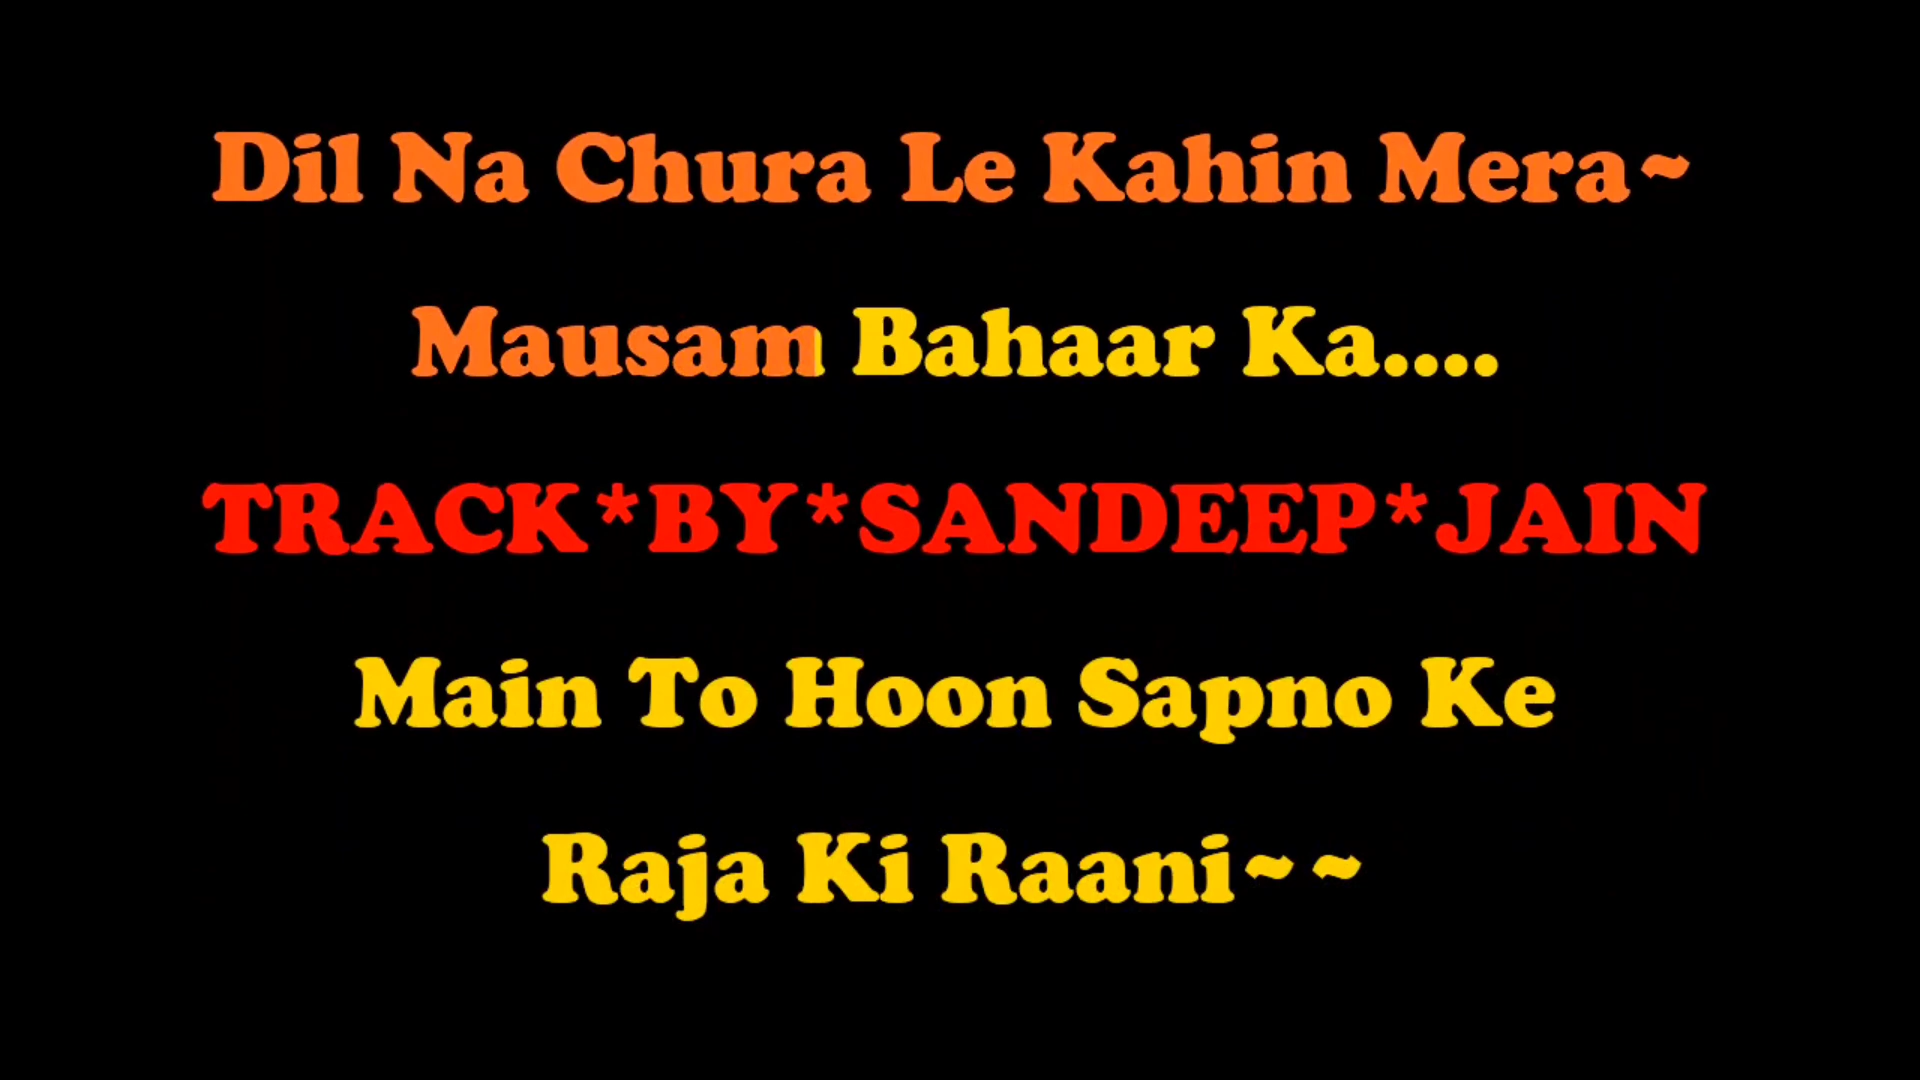 Dil Na Chura Le Kahin Mera~
Mausam Bahaar Ka....
TRACK*BY*SANDEEP*JAIN
Main To Hoon Sapno Ke
Raja Ki Raani~~